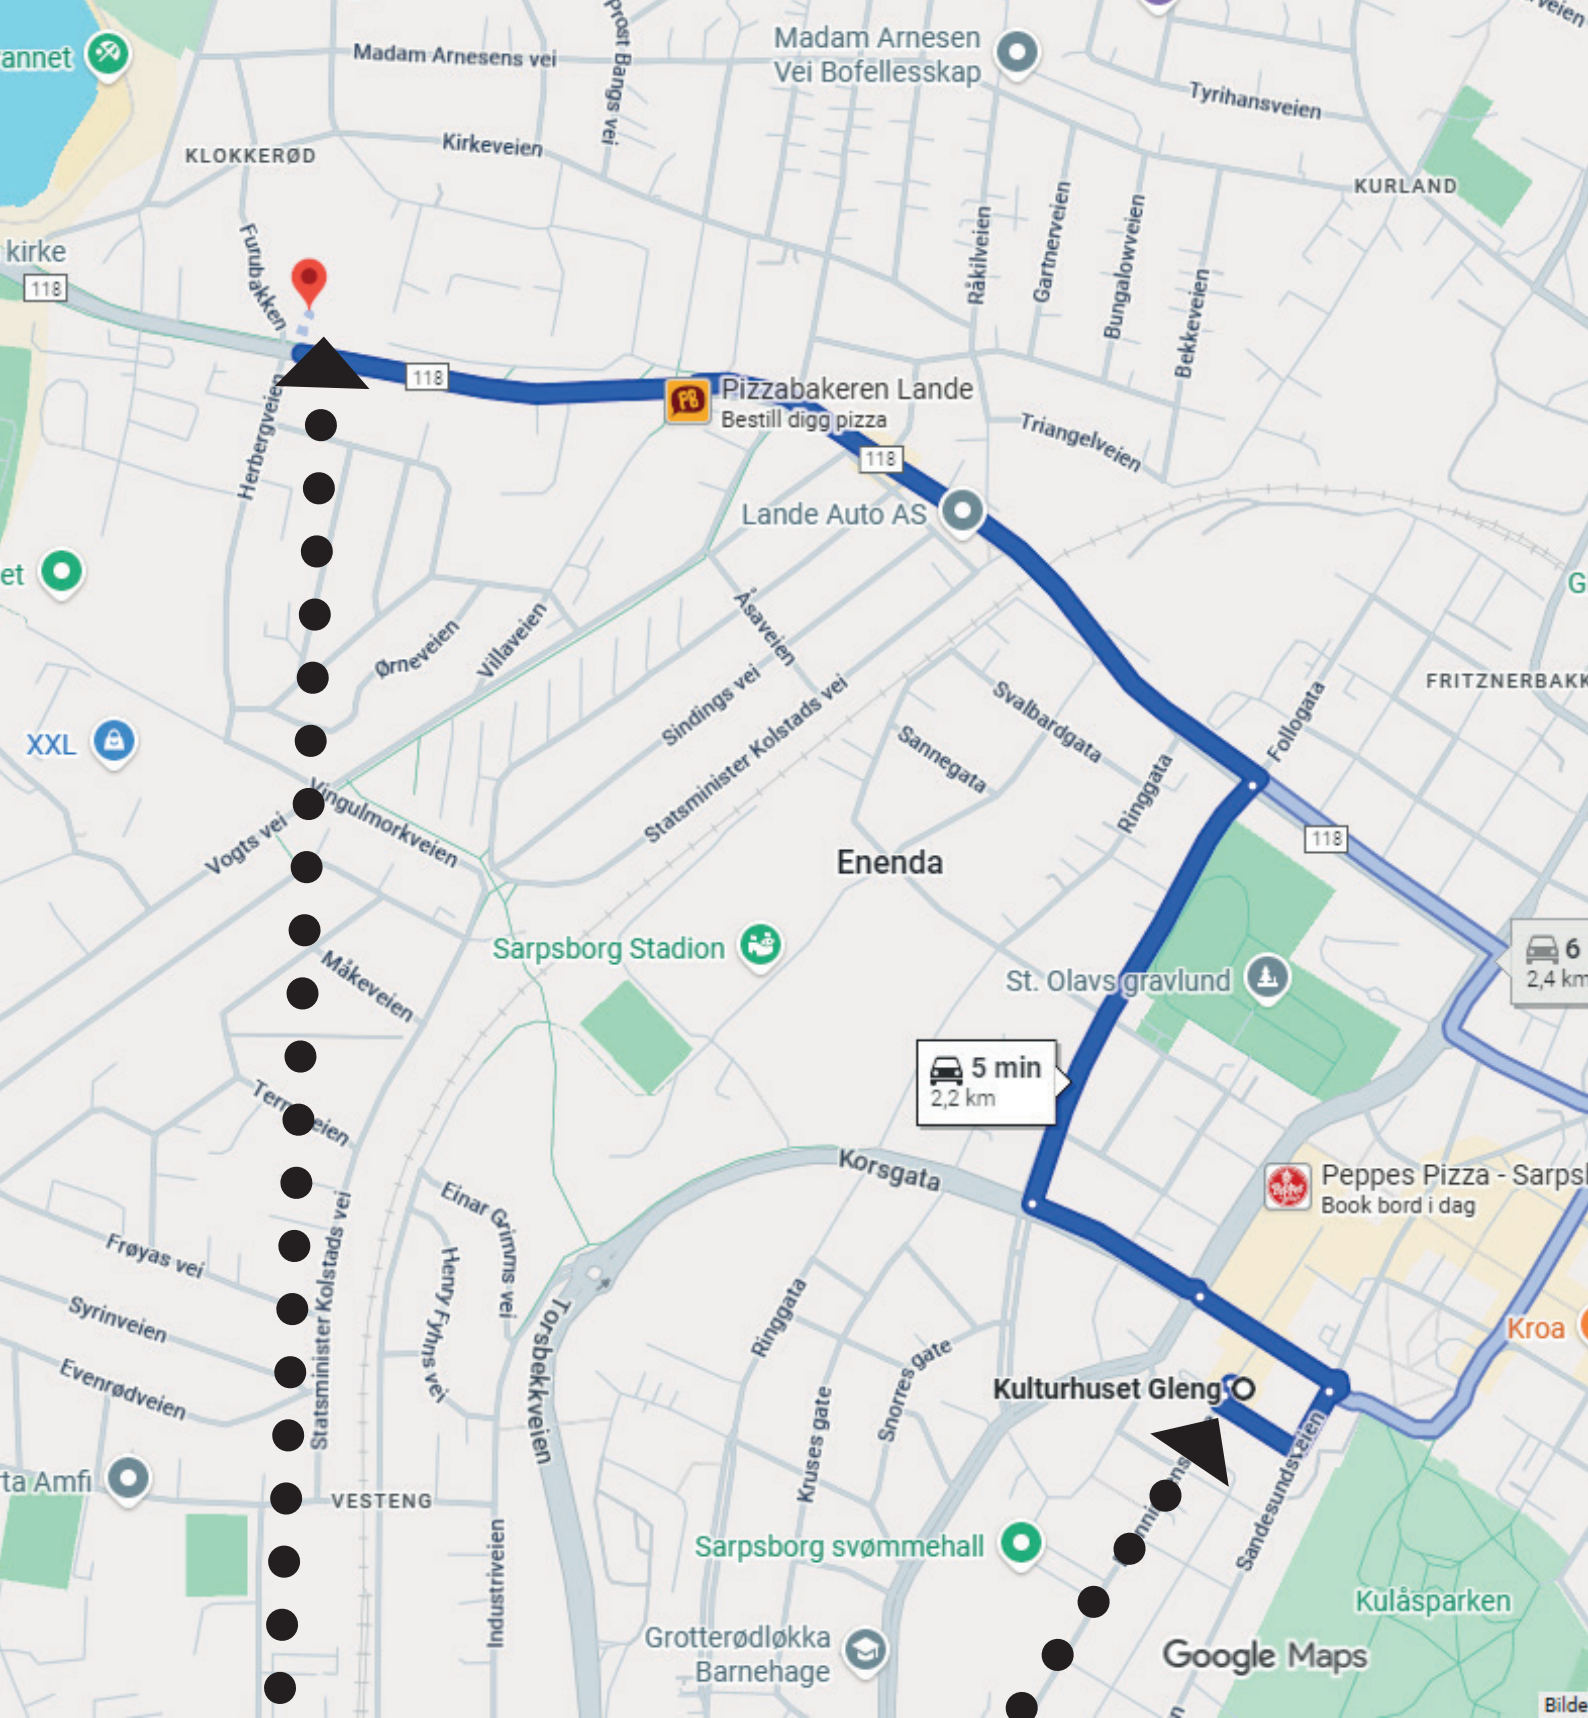 annet
Madam Arnesens vei
Prost Bangs vei
Madam Arnesen
Vei Bofellesskap
Tyrihansveien
KLOKKERØD
Kirkeveien
KURLAND
kirke
118
Furubakken
Råkilveien
Gartnerveien
Bungalowveien
Bekkeveien
118
Pizzabakeren Lande
Bestill digg pizza
Herbergveien
118
Triangelveien
Lande Auto AS
et
G
Åsaveien
Ørneveien
Villaveien
FRITZNERBAKK
Sindings vei
Svalbardgata
Follogata
XXL
Sannegata
Statsminister Kolstads vei
Ringgata
Vingulmorkveien
Vogts vei
118
Enenda
Sarpsborg Stadion
6
2,4 km
St. Olavs gravlund
Måkeveien
5 min
2,2 km
Korsgata
Peppes Pizza - Sarpsl
Book bord i dag
Einar Grimms vei
Frøyas vei
Henry Fyhns vei
Statsminister Kolstads vei
Syrinveien
Torsbekkveien
Ringgata
Kroa
Evenrødveien
Snorres gate
Kulturhuset Gleng
Kruses gate
Sandesundsveien
ta Amfi
VESTENG
Sarpsborg svømmehall
Industriveien
Kulåsparken
Grotterødløkka
Barnehage
Google Maps
Bilde